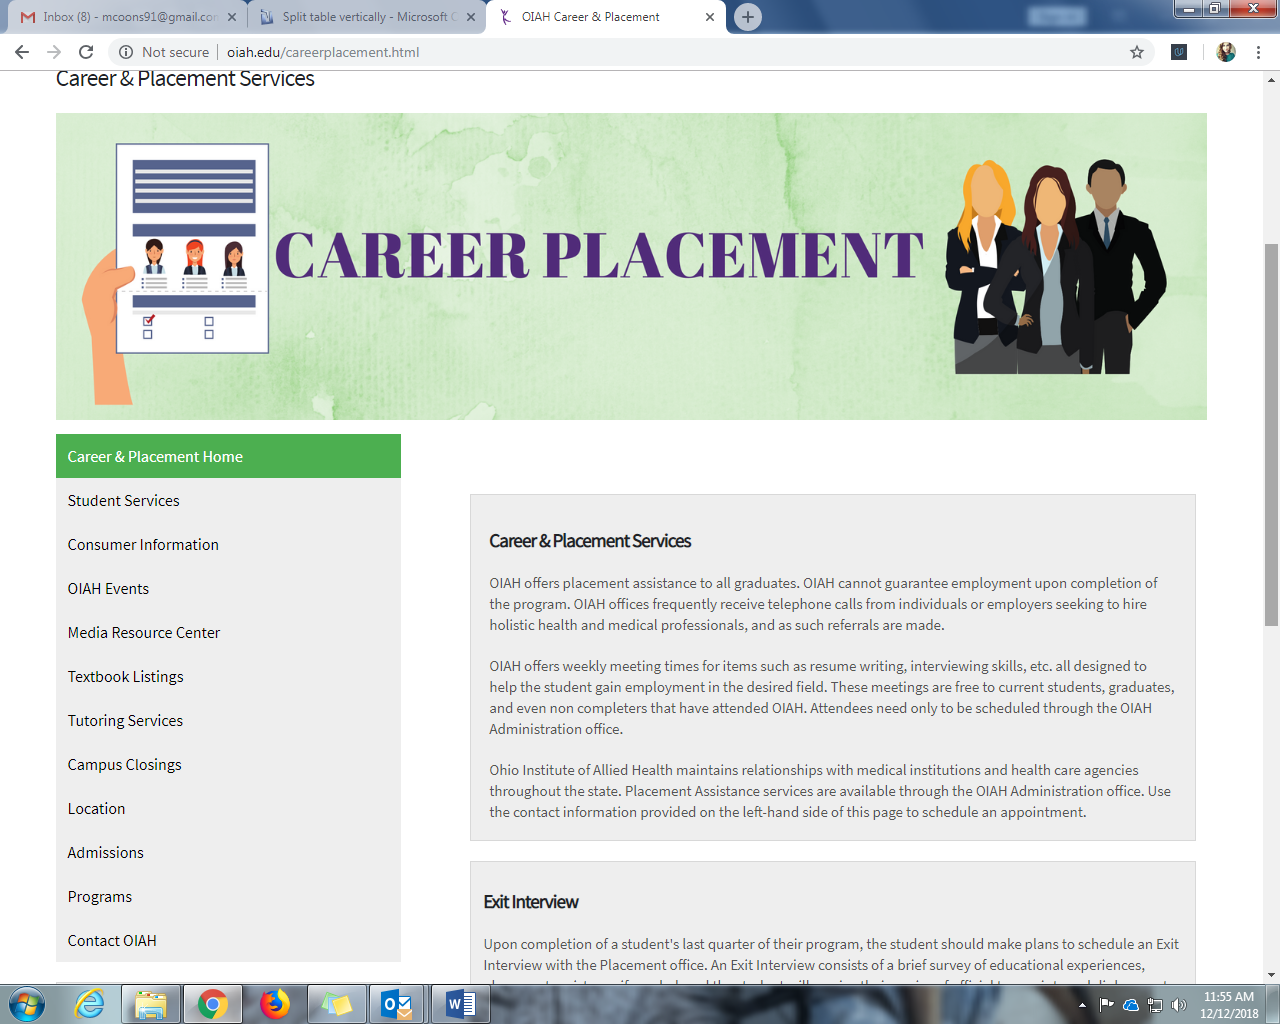 Inbox (8) - mcoons91@gmail.con
Split table vertically - Microsoft C
OIAH Career & Placement
Not secure
oiah.edu/careerplacement.html
Career & Placement Services
CAREER PLACEMENT
Career & Placement Home
Student Services
Consumer Information
OIAH Events
Media Resource Center
Textbook Listings
Tutoring Services
Campus Closings
Location
Admissions
Programs
Contact OIAH
Career & Placement Services
OIAH offers placement assistance to all graduates. OIAH cannot guarantee employment upon completion of
the program. OIAH offices frequently receive telephone calls from individuals or employers seeking to hire
holistic health and medical professionals, and as such referrals are made.
OIAH offers weekly meeting times for items such as resume writing, interviewing skills, etc. all designed to
help the student gain employment in the desired field. These meetings are free to current students, graduates,
and even non completers that have attended OIAH. Attendees need only to be scheduled through the OIAH
Administration office.
Ohio Institute of Allied Health maintains relationships with medical institutions and health care agencies
throughout the state. Placement Assistance services are available through the OIAH Administration office. Use
the contact information provided on the left-hand side of this page to schedule an appointment.
Exit Interview
Upon completion of a student's last quarter of their program, the student should make plans to schedule an Exit
Interview with the Placement office. An Exit Interview consists of a brief survey of educational experiences,
11:55 AM
12/12/2018